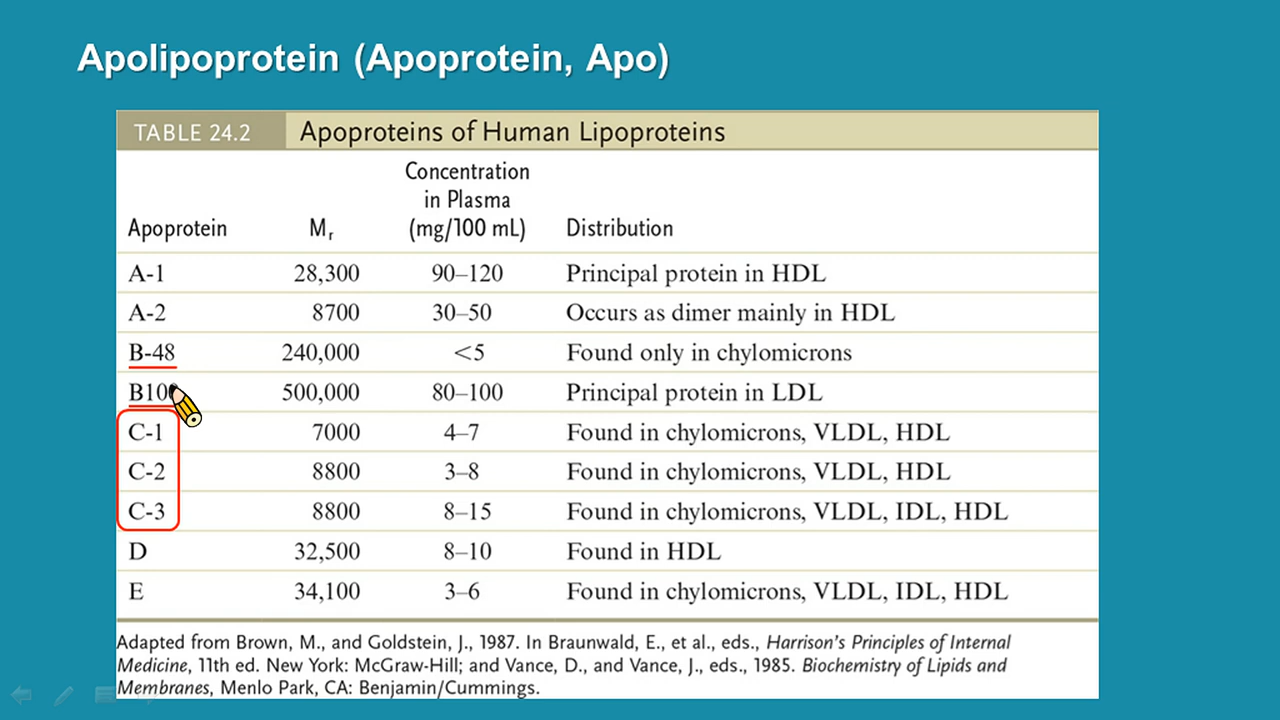 Apolipoprotein (Apoprotein, Apo)
TABLE 24.2 Apoproteins of Human Lipoproteins
Concentration
in Plasma
Apoprotein Mr (mg/100 mL) Distribution
A-1 28,300 90–120 Principal protein in HDL
A-2 8700 30–50 Occurs as dimer mainly in HDL
B-48 240,000 <5 Found only in chylomicrons
B100 500,000 80–100 Principal protein in LDL
C-1 7000 4–7 Found in chylomicrons, VLDL, HDL
C-2 8800 3–8 Found in chylomicrons, VLDL, HDL
C-3 8800 8–15 Found in chylomicrons, VLDL, IDL, HDL
D 32,500 8–10 Found in HDL
E 34,100 3–6 Found in chylomicrons, VLDL, IDL, HDL
Adapted from Brown, M., and Goldstein, J., 1987. In Braunwald, E., et al., eds., Harrison's Principles of Internal
Medicine, 11th ed. New York: McGraw-Hill; and Vance, D., and Vance, J., eds., 1985. Biochemistry of Lipids and
Membranes, Menlo Park, CA: Benjamin/Cummings.